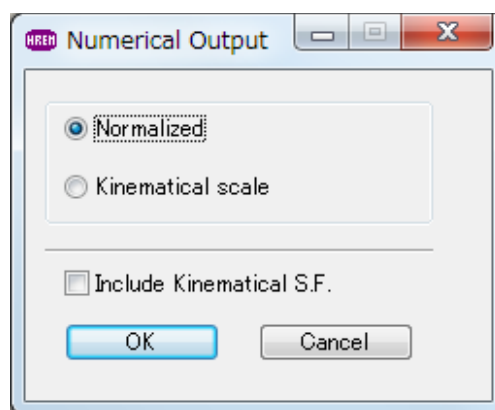 HREM Numerical Output
Normalized
Kinematical scale
Include Kinematical S.F.
OK Cancel